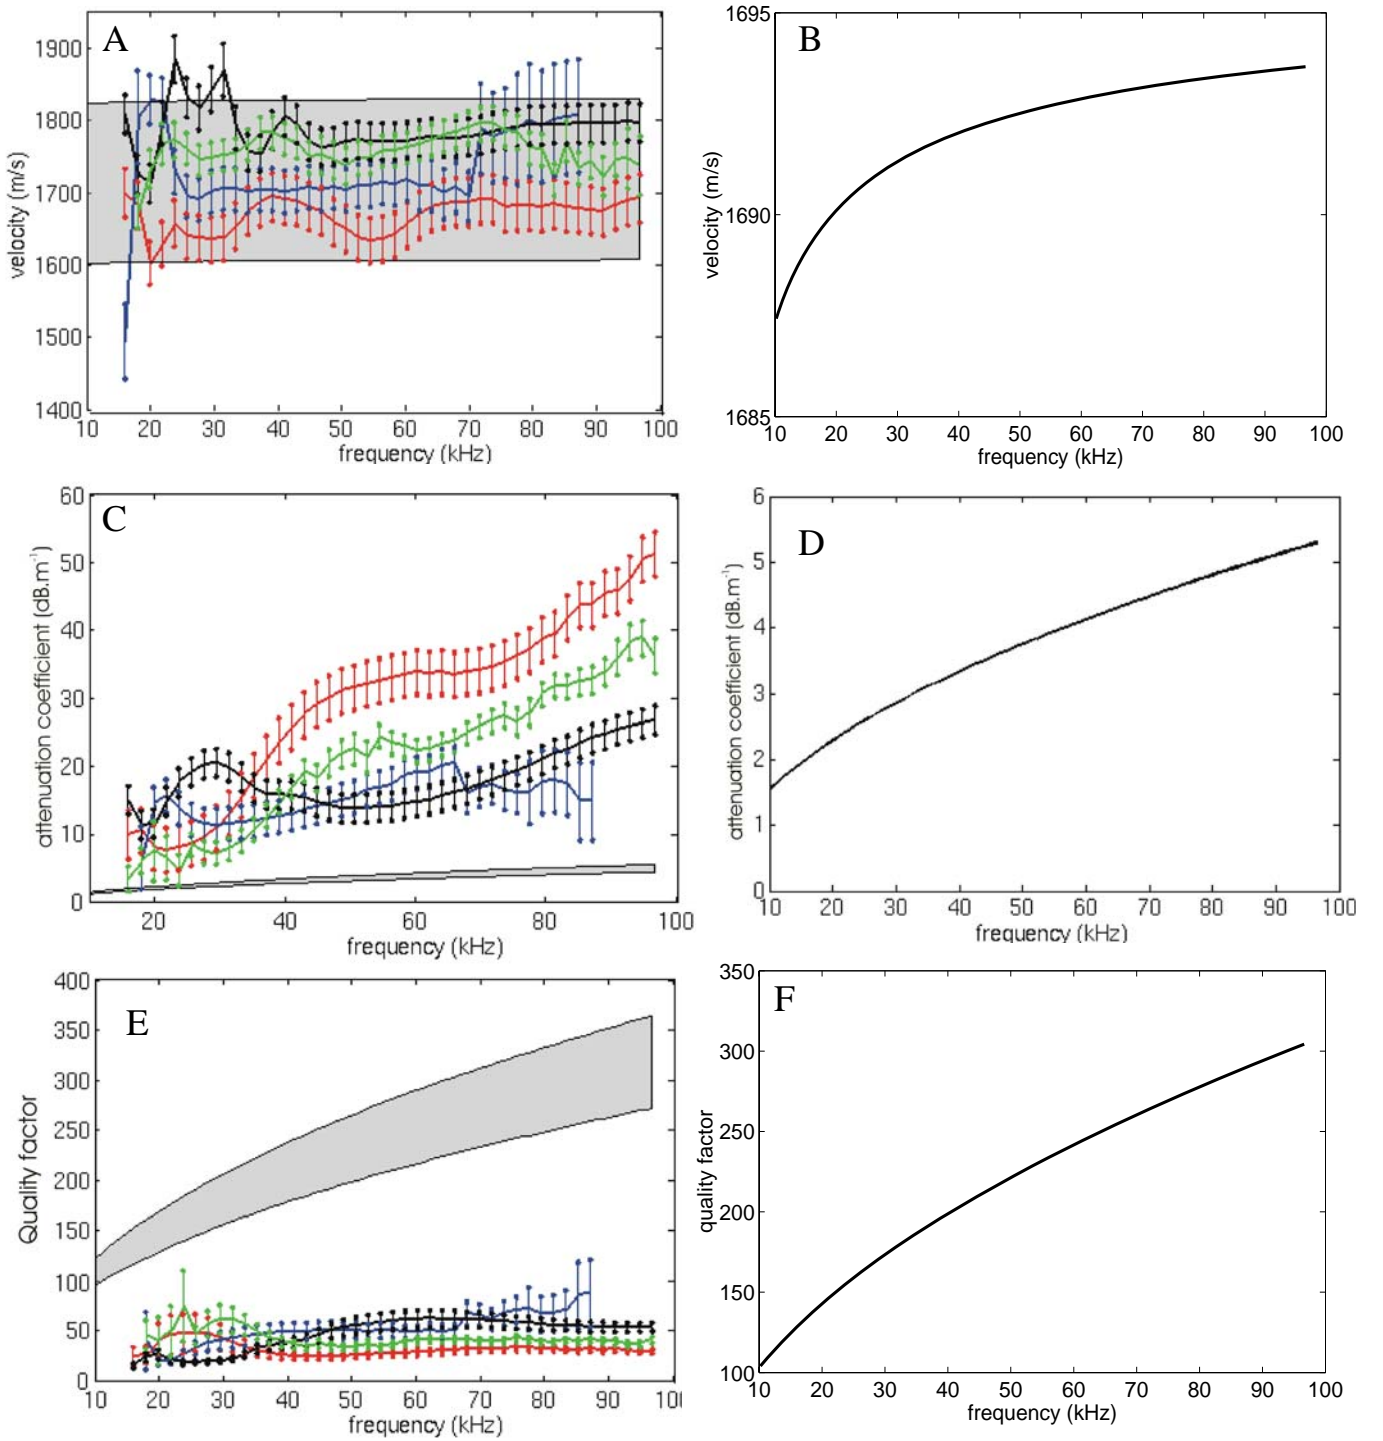 A
velocity (m/s)
1900
1800
1700
1600
1500
1400
10 20 30 40 50 60 70 80 90 100
frequency (kHz)
B
velocity (m/s)
1695
1690
1685
10 20 30 40 50 60 70 80 90 100
frequency (kHz)
C
attenuation coefficient (dB.m⁻¹)
60
50
40
30
20
10
0
20 40 60 80 100
frequency (kHz)
D
attenuation coefficient (dB.m⁻¹)
6
5
4
3
2
1
0
10 20 30 40 50 60 70 80 90 100
frequency (kHz)
E
Quality factor
400
350
300
250
200
150
100
50
0
10 20 30 40 50 60 70 80 90 100
frequency (kHz)
F
quality factor
350
300
250
200
150
100
10 20 30 40 50 60 70 80 90 100
frequency (kHz)